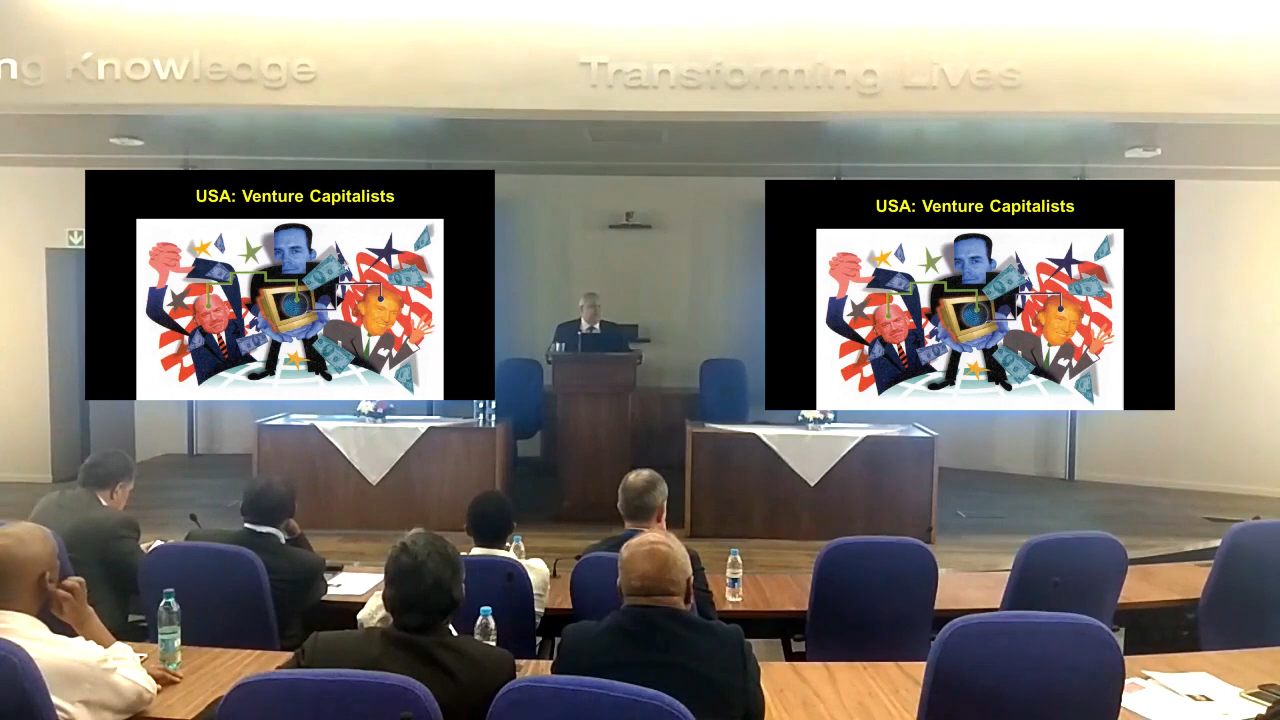 ng Knowledge
Transforming Lives
USA: Venture Capitalists
USA: Venture Capitalists